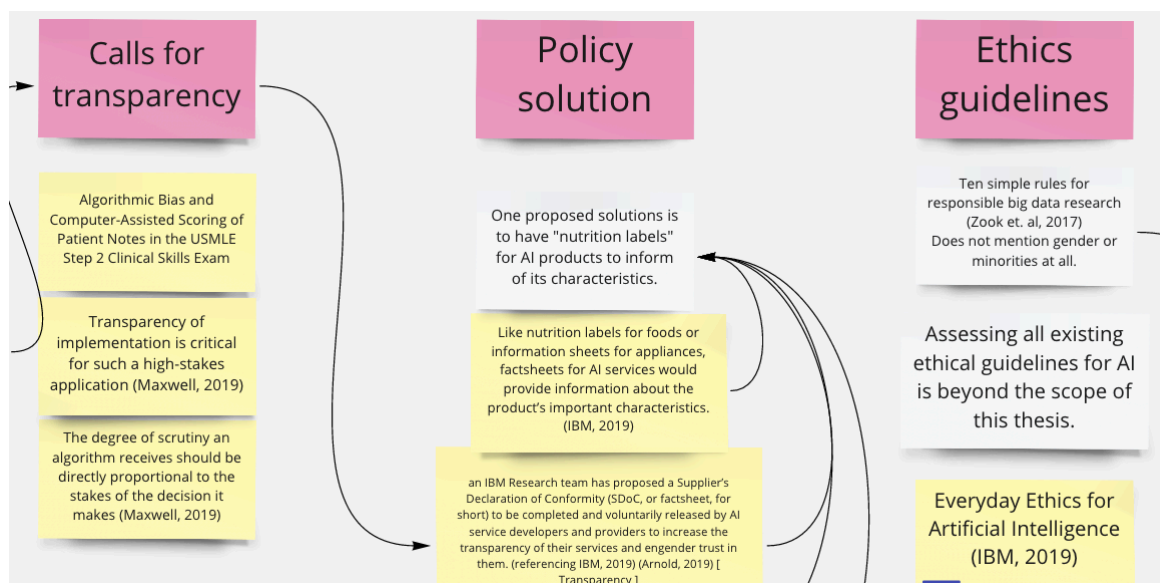 Calls for
transparency
Algorithmic Bias and
Computer-Assisted Scoring of
Patient Notes in the USMLE
Step 2 Clinical Skills Exam
Transparency of
implementation is critical
for such a high-stakes
application (Maxwell, 2019)
The degree of scrutiny an
algorithm receives should be
directly proportional to the
stakes of the decision it
makes (Maxwell, 2019)
Policy
solution
One proposed solutions is
to have "nutrition labels"
for AI products to inform
of its characteristics.
Like nutrition labels for foods or
information sheets for appliances,
factsheets for AI services would
provide information about the
product's important characteristics.
(IBM, 2019)
an IBM Research team has proposed a Supplier's
Declaration of Conformity (SDoC, or factsheet, for
short) to be completed and voluntarily released by AI
service developers and providers to increase the
transparency of their services and engender trust in
them. (referencing IBM, 2019) (Arnold, 2019) [
Transparency ]
Ethics
guidelines
Ten simple rules for
responsible big data research
(Zook et. al, 2017)
Does not mention gender or
minorities at all.
Assessing all existing
ethical guidelines for AI
is beyond the scope of
this thesis.
Everyday Ethics for
Artificial Intelligence
(IBM, 2019)